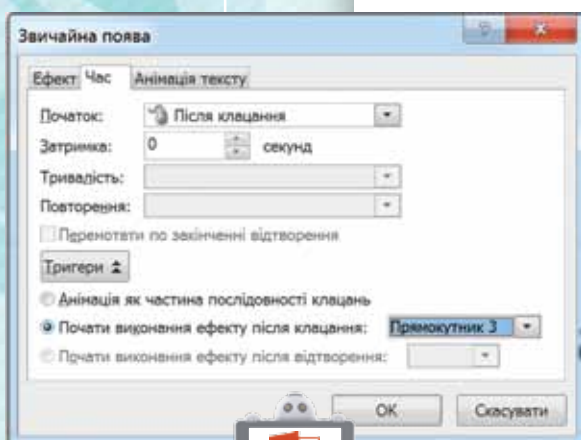 Звичайна поява
Ефект Час Анімація тексту
Початок: Після клацання
Затримка: 0 секунд
Тривалість:
Повторення:
Перемотати по закінченні відтворення
Тригери
Анімація як частина послідовності клацань
Почати виконання ефекту після клацання: Прямокутник 3
Почати виконання ефекту після відтворення:
ОК Скасувати